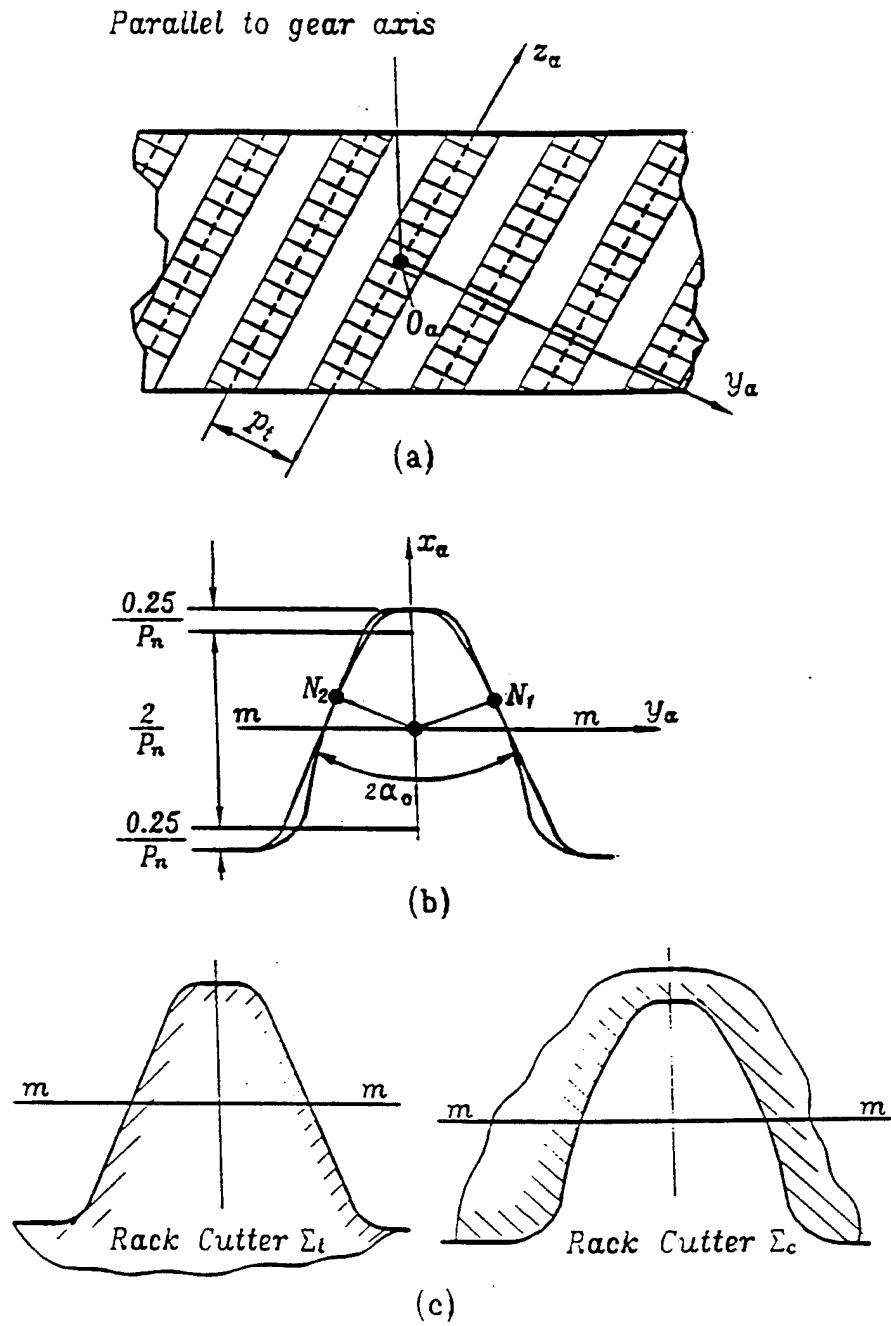 Parallel to gear axis
z_a
O_a
y_a
p_t
(a)
x_a
0.25
P_n
N_2
N_1
2
P_n
m
m
y_a
2α_o
0.25
P_n
(b)
m
m
m
m
Rack Cutter Σ_t
Rack Cutter Σ_c
(c)